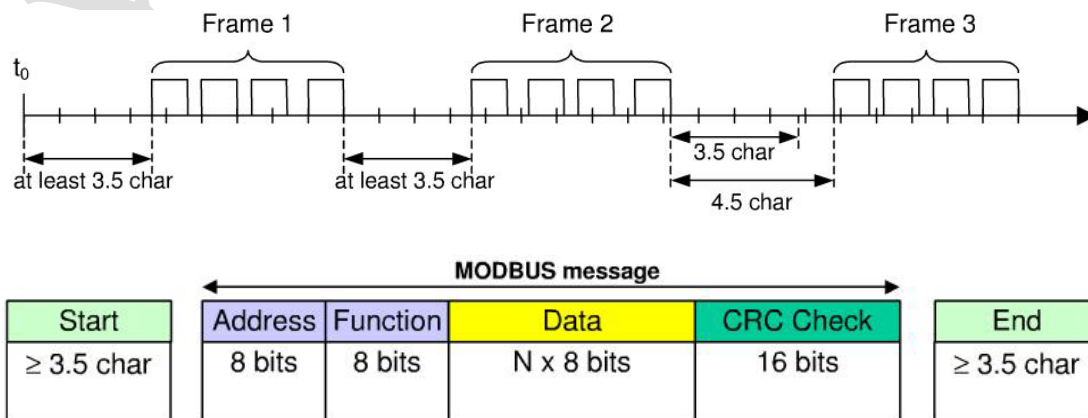 Frame 1 Frame 2 Frame 3
t0
3.5 char
at least 3.5 char at least 3.5 char
4.5 char
MODBUS message
Start Address Function Data CRC Check End
≥ 3.5 char 8 bits 8 bits N x 8 bits 16 bits ≥ 3.5 char